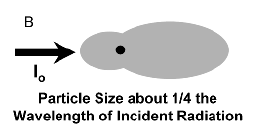 B
Io
Particle Size about 1/4 the
Wavelength of Incident Radiation